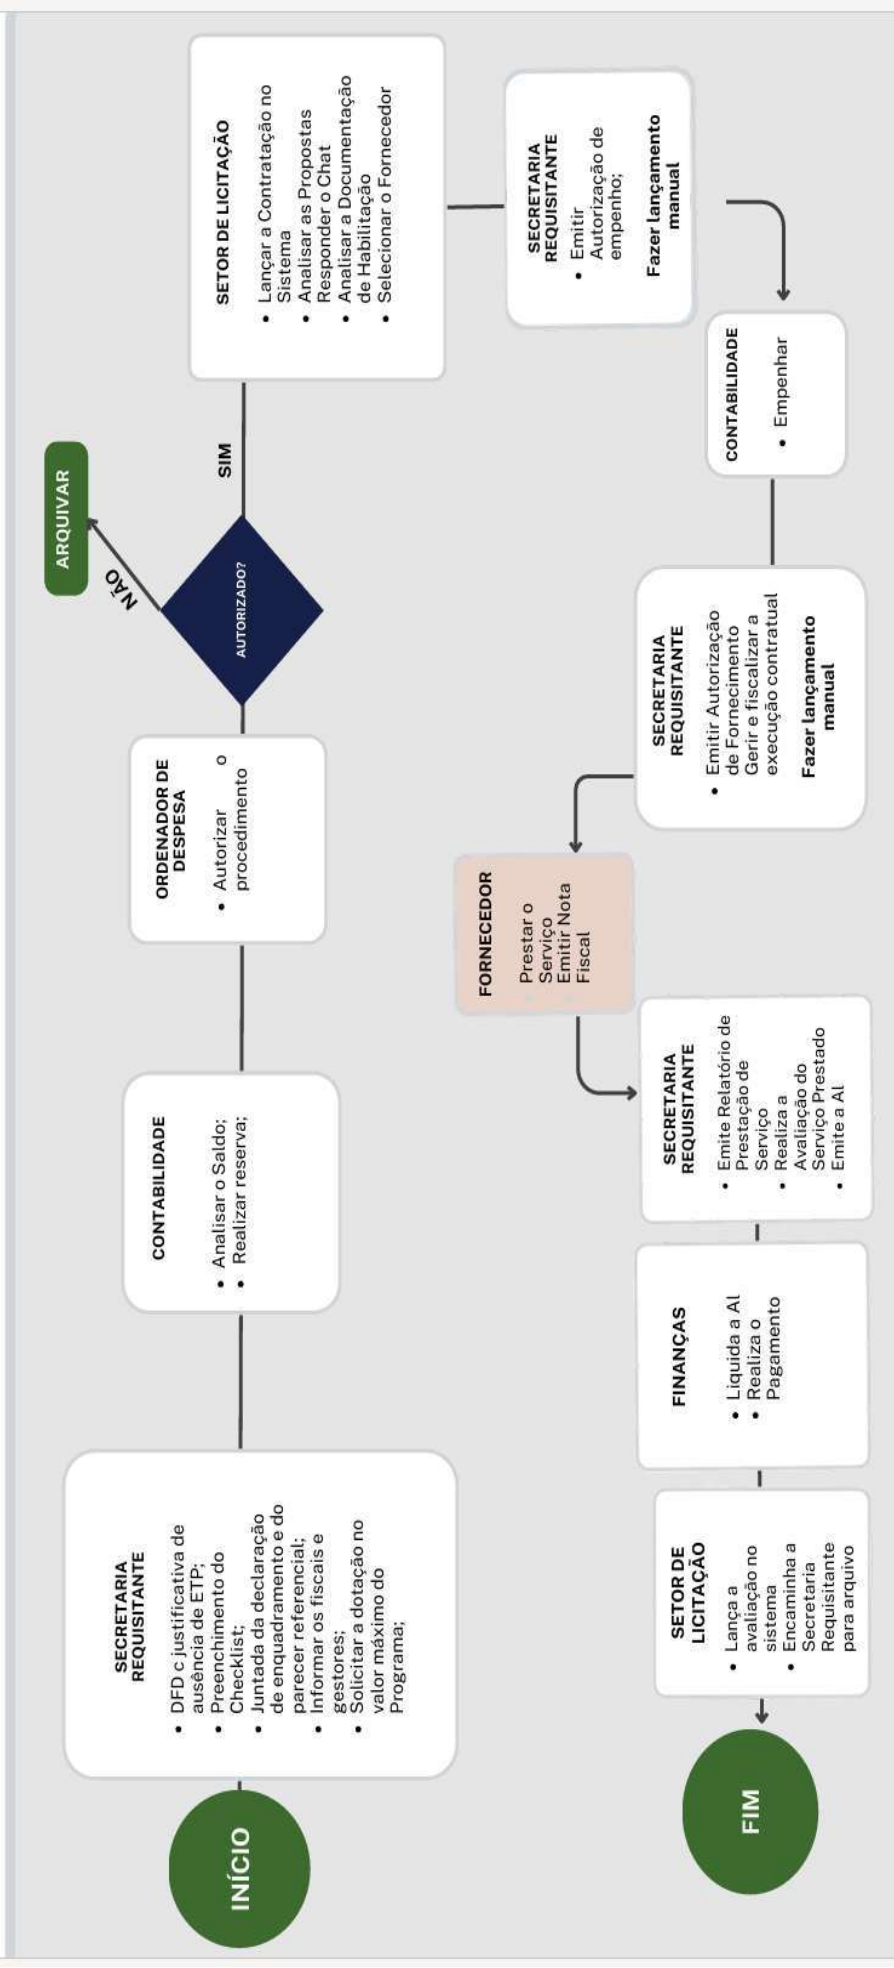 INÍCIO
SECRETARIA
REQUISITANTE
• DFD c justificativa de
ausência de ETP;
• Preenchimento do
Checklist;
• Juntada da declaração
de enquadramento e do
parecer referencial;
• Informar os fiscais e
gestores;
• Solicitar a dotação no
valor máximo do
Programa;
CONTABILIDADE
• Analisar o Saldo;
• Realizar reserva;
ORDENADOR DE
DESPESA
• Autorizar o
procedimento
AUTORIZADO?
NÃO
ARQUIVAR
SIM
SETOR DE LICITAÇÃO
• Lançar a Contratação no
Sistema
• Analisar as Propostas
Responder o Chat
• Analisar a Documentação
de Habilitação
• Selecionar o Fornecedor
SECRETARIA
REQUISITANTE
• Emitir
Autorização de
empenho;
Fazer lançamento
manual
CONTABILIDADE
• Empenhar
SECRETARIA
REQUISITANTE
• Emitir Autorização
de Fornecimento
Gerir e fiscalizar a
execução contratual
Fazer lançamento
manual
FORNECEDOR
Prestar o
Serviço
Emitir Nota
Fiscal
SECRETARIA
REQUISITANTE
• Emite Relatório de
Prestação de
Serviço
• Realiza a
Avaliação do
Serviço Prestado
• Emite a Al
FINANÇAS
• Liquida a Al
• Realiza o
Pagamento
SETOR DE
LICITAÇÃO
• Lança a
avaliação no
sistema
• Encaminha a
Secretaria
Requisitante
para arquivo
FIM